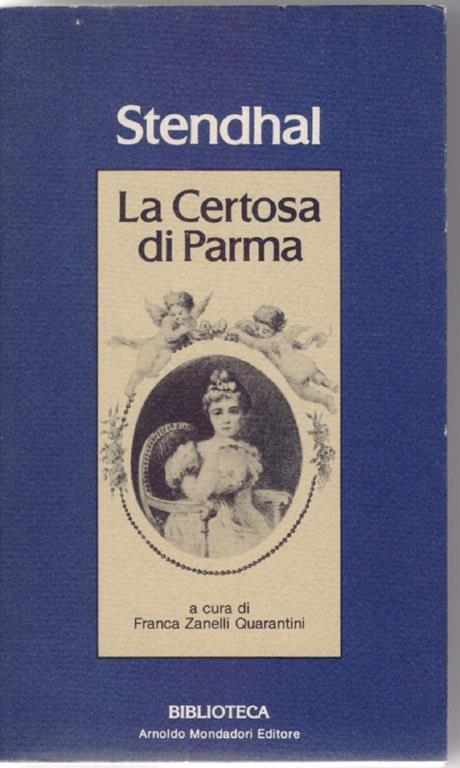 Stendhal
La Certosa
di Parma
a cura di
Franca Zanelli Quarantini
BIBLIOTECA
Arnoldo Mondadori Editore